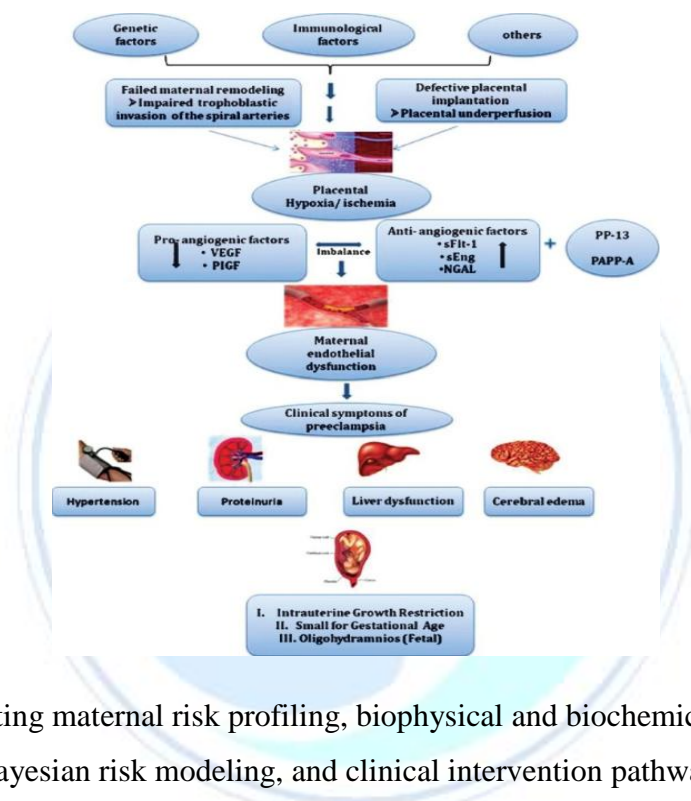 Genetic
factors
Immunological
factors
others
Failed maternal remodeling
➤Impaired trophoblastic
invasion of the spiral arteries
Defective placental
implantation
➤Placental underperfusion
Placental
Hypoxia/ ischemia
Pro-angiogenic factors
• VEGF
• PlGF
Imbalance
Anti- angiogenic factors
•sFlt-1
•sEng
•NGAL
+
PP-13
PAPP-A
Maternal
endothelial
dysfunction
Clinical symptoms of
preeclampsia
Hypertension
Proteinuria
Liver dysfunction
Cerebral edema
I. Intrauterine Growth Restriction
II. Small for Gestational Age
III. Oligohydramnios (Fetal)
ting maternal risk profiling, biophysical and biochemic
ayesian risk modeling, and clinical intervention pathwa